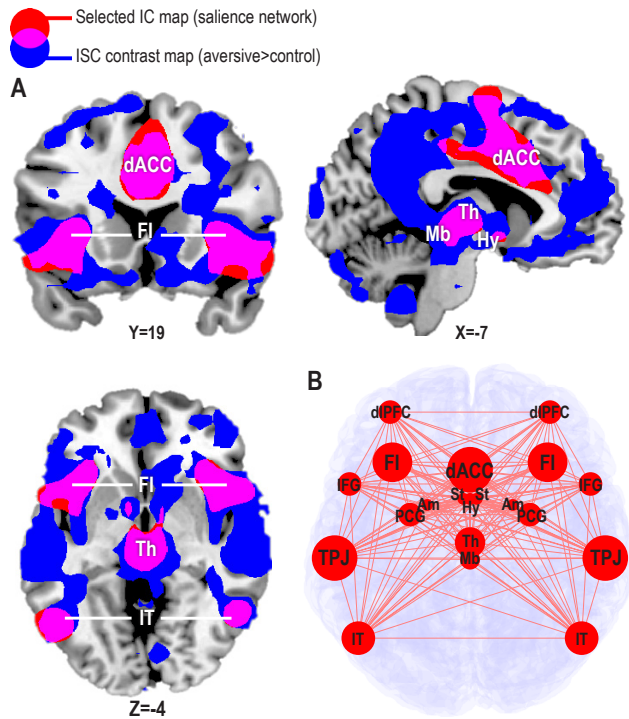 Selected IC map (salience network)
ISC contrast map (aversive>control)
A
dACC
FI
Y=19
dACC
Th
Mb
Hy
X=-7
FI
Th
IT
Z=-4
B
dlPFC dlPFC
FI dACC FI
IFG IFG
St St
Am Hy Am
PCG PCG
Th
TPJ Mb TPJ
IT IT